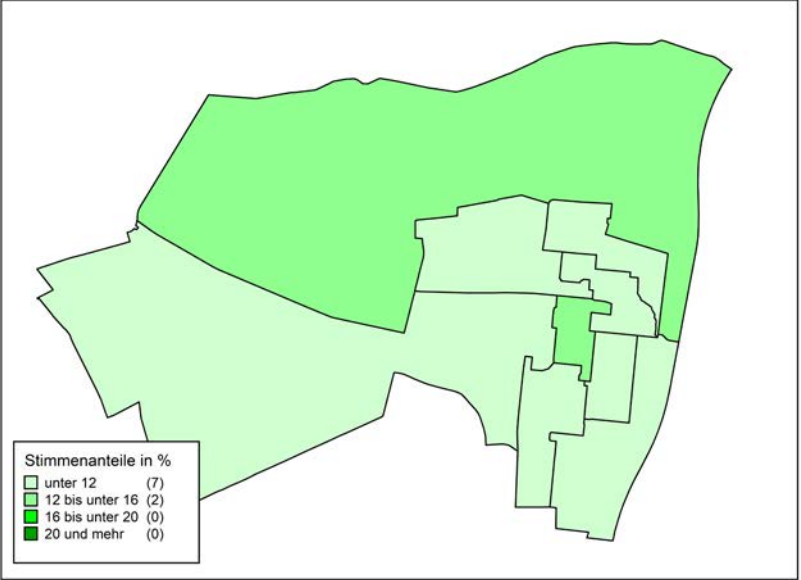 Stimmenanteile in %
unter 12 (7)
12 bis unter 16 (2)
16 bis unter 20 (0)
20 und mehr (0)